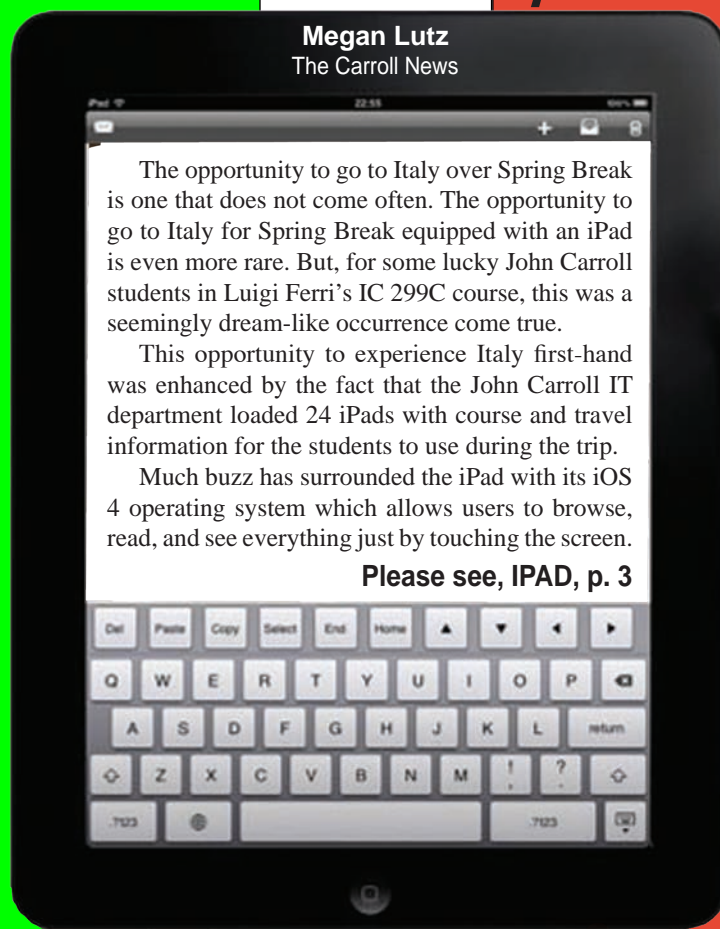 Megan Lutz
The Carroll News
iPad 22:55 100%
The opportunity to go to Italy over Spring Break
is one that does not come often. The opportunity to
go to Italy for Spring Break equipped with an iPad
is even more rare. But, for some lucky John Carroll
students in Luigi Ferri's IC 299C course, this was a
seemingly dream-like occurrence come true.
This opportunity to experience Italy first-hand
was enhanced by the fact that the John Carroll IT
department loaded 24 iPads with course and travel
information for the students to use during the trip.
Much buzz has surrounded the iPad with its iOS
4 operating system which allows users to browse,
read, and see everything just by touching the screen.
Please see, IPAD, p. 3
Del Paste Copy Select End Home ▲ ▼ ◀ ▶
Q W E R T Y U I O P
A S D F G H J K L return
Z X C V B N M ! , ? .
.?123 .?123